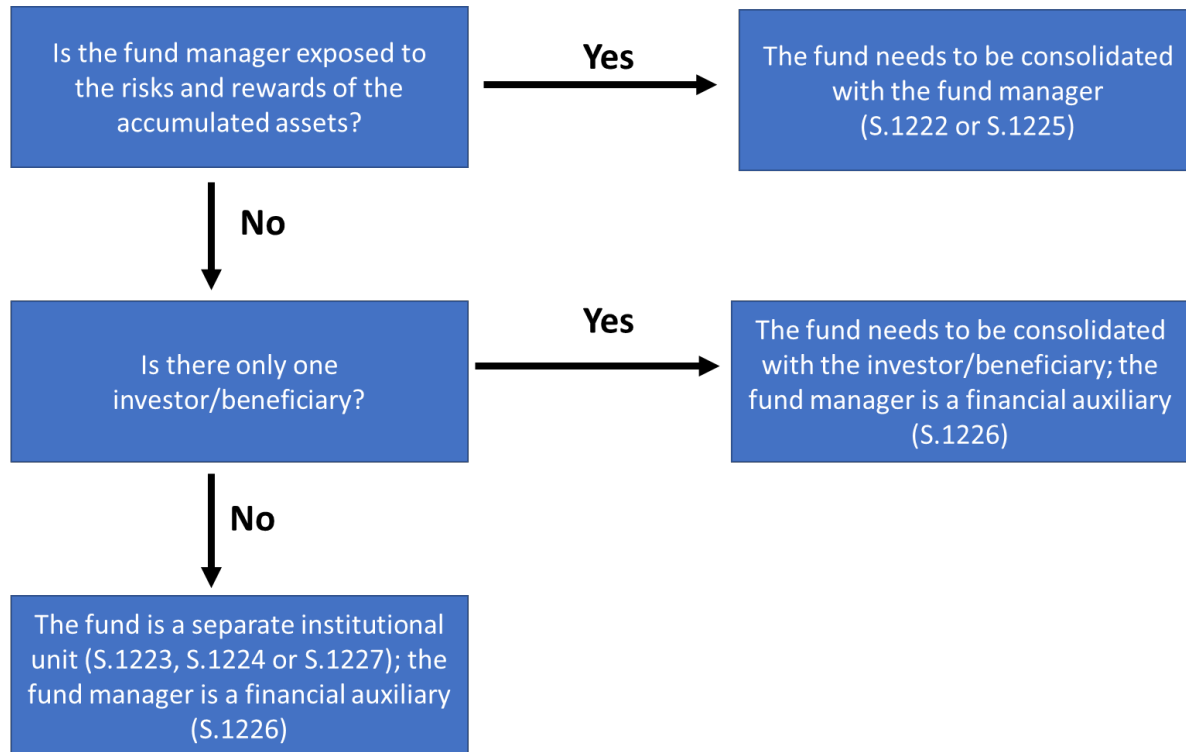 Is the fund manager exposed to
the risks and rewards of the
accumulated assets?
Yes
The fund needs to be consolidated
with the fund manager
(S.1222 or S.1225)
No
Is there only one
investor/beneficiary?
Yes
The fund needs to be consolidated
with the investor/beneficiary; the
fund manager is a financial auxiliary
(S.1226)
No
The fund is a separate institutional
unit (S.1223, S.1224 or S.1227); the
fund manager is a financial auxiliary
(S.1226)